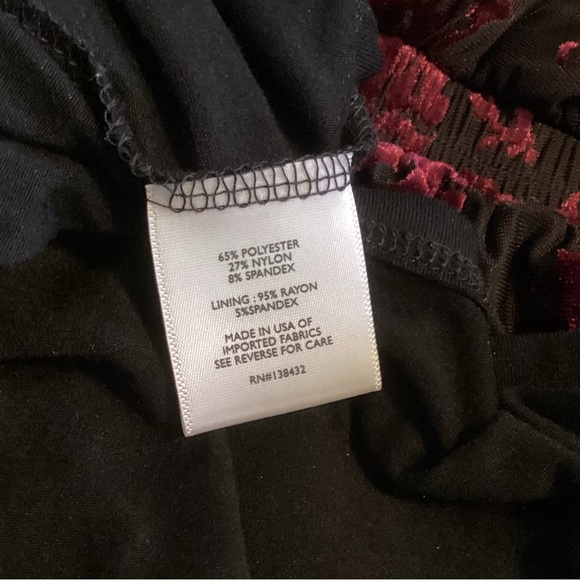 65% POLYESTER
27% NYLON
8% SPANDEX
LINING : 95% RAYON
5%SPANDEX
MADE IN USA OF
IMPORTED FABRICS
SEE REVERSE FOR CARE
RN#138432